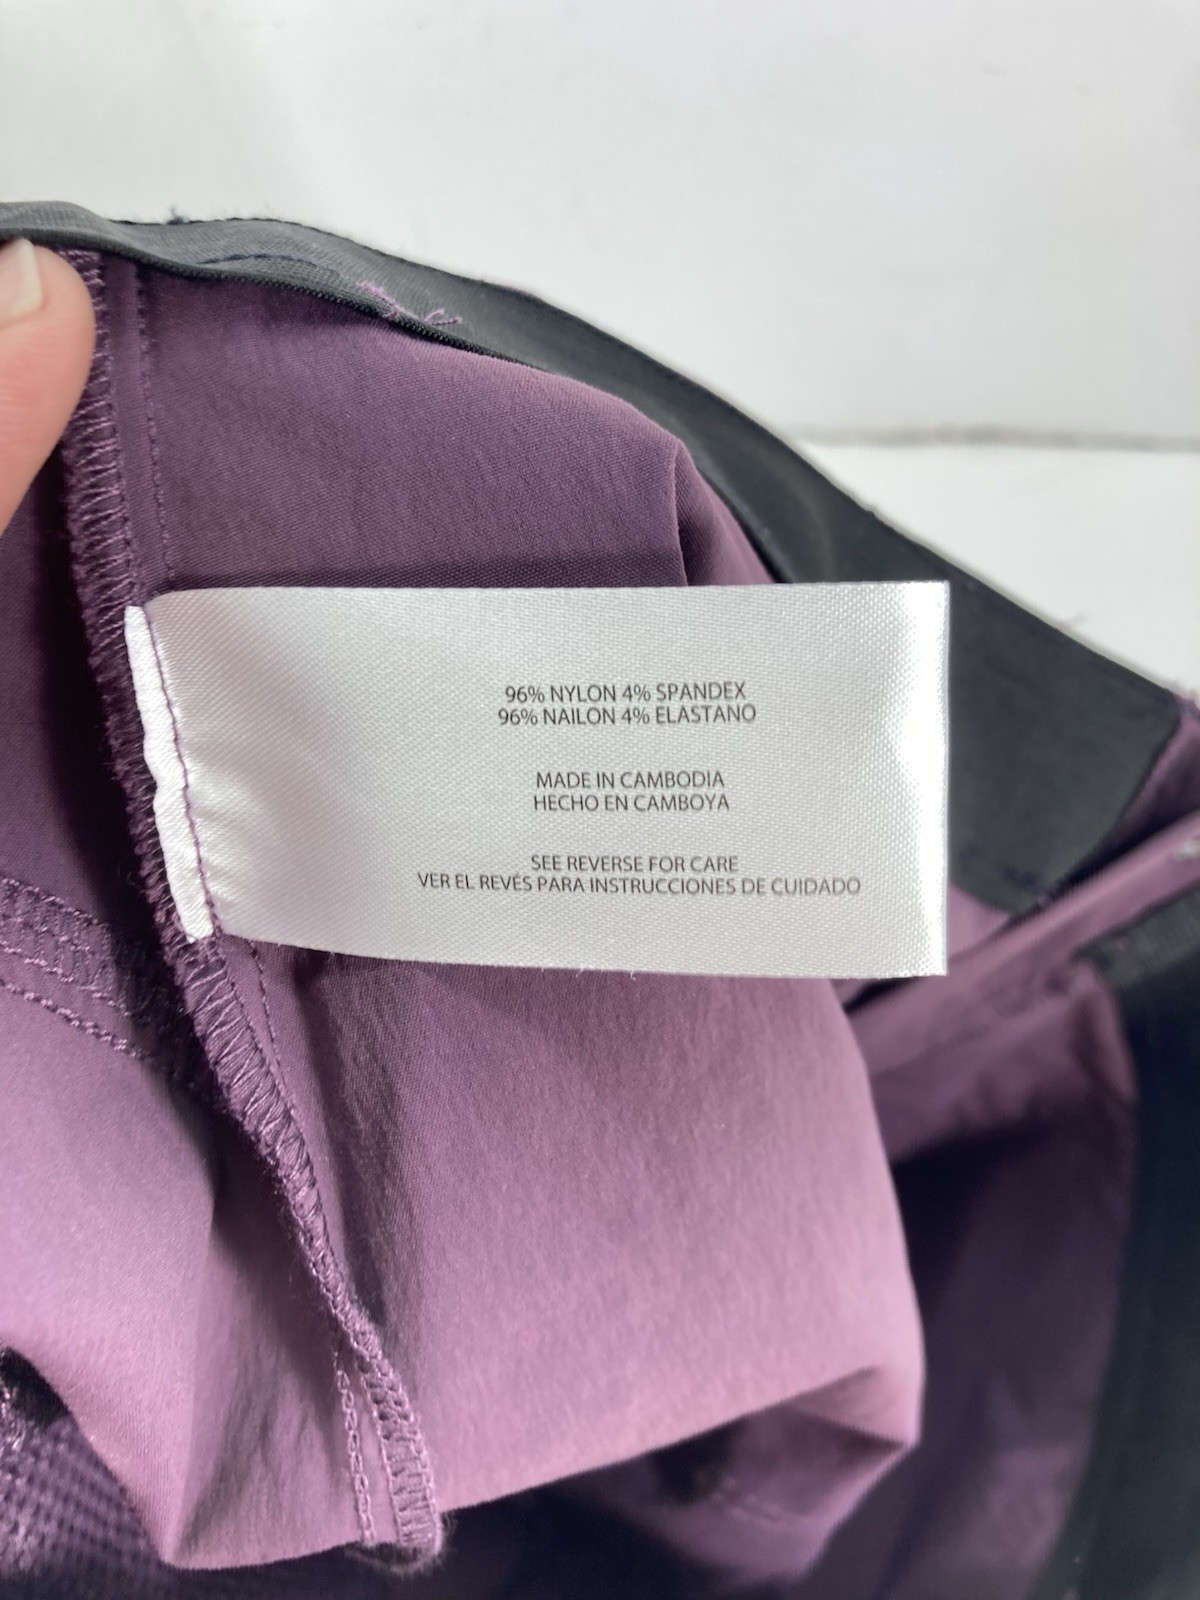 96% NYLON 4% SPANDEX
96% NAILON 4% ELASTANO
MADE IN CAMBODIA
HECHO EN CAMBOYA
SEE REVERSE FOR CARE
VER EL REVÉS PARA INSTRUCCIONES DE CUIDADO